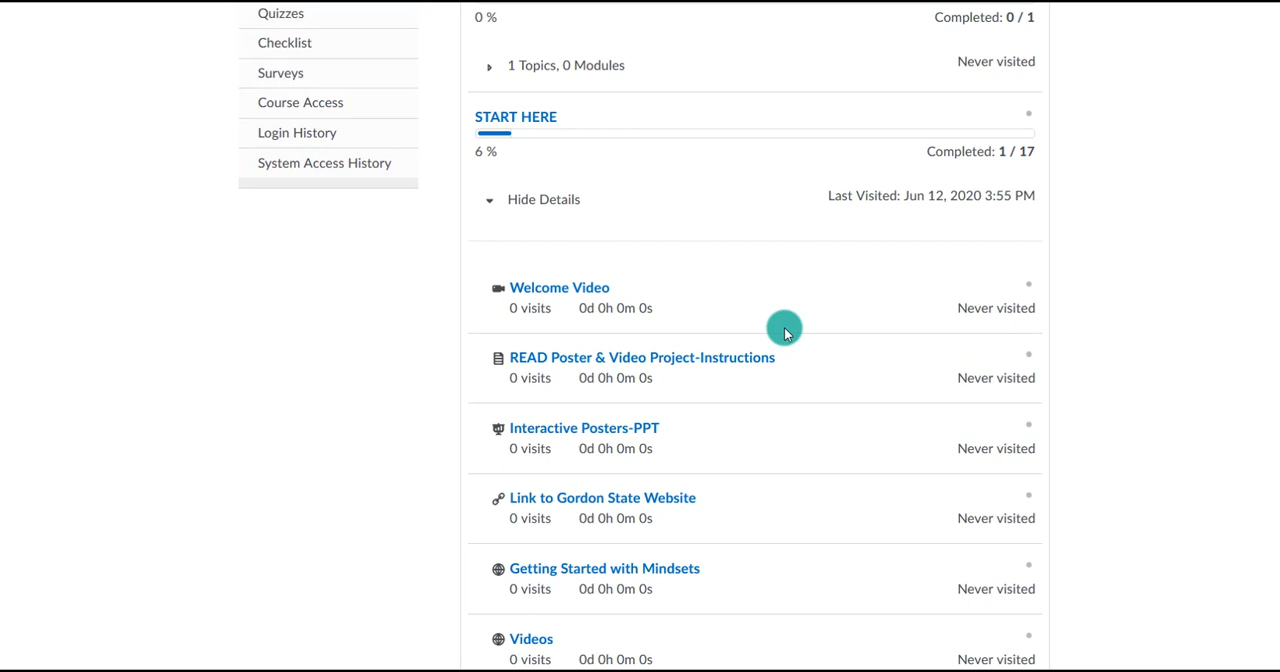 Quizzes
Checklist
Surveys
Course Access
Login History
System Access History
0 %
Completed: 0 / 1
1 Topics, 0 Modules
Never visited
START HERE
6 %
Completed: 1 / 17
Hide Details
Last Visited: Jun 12, 2020 3:55 PM
Welcome Video
0 visits 0d 0h 0m 0s
Never visited
READ Poster & Video Project-Instructions
0 visits 0d 0h 0m 0s
Never visited
Interactive Posters-PPT
0 visits 0d 0h 0m 0s
Never visited
Link to Gordon State Website
0 visits 0d 0h 0m 0s
Never visited
Getting Started with Mindsets
0 visits 0d 0h 0m 0s
Never visited
Videos
0 visits 0d 0h 0m 0s
Never visited